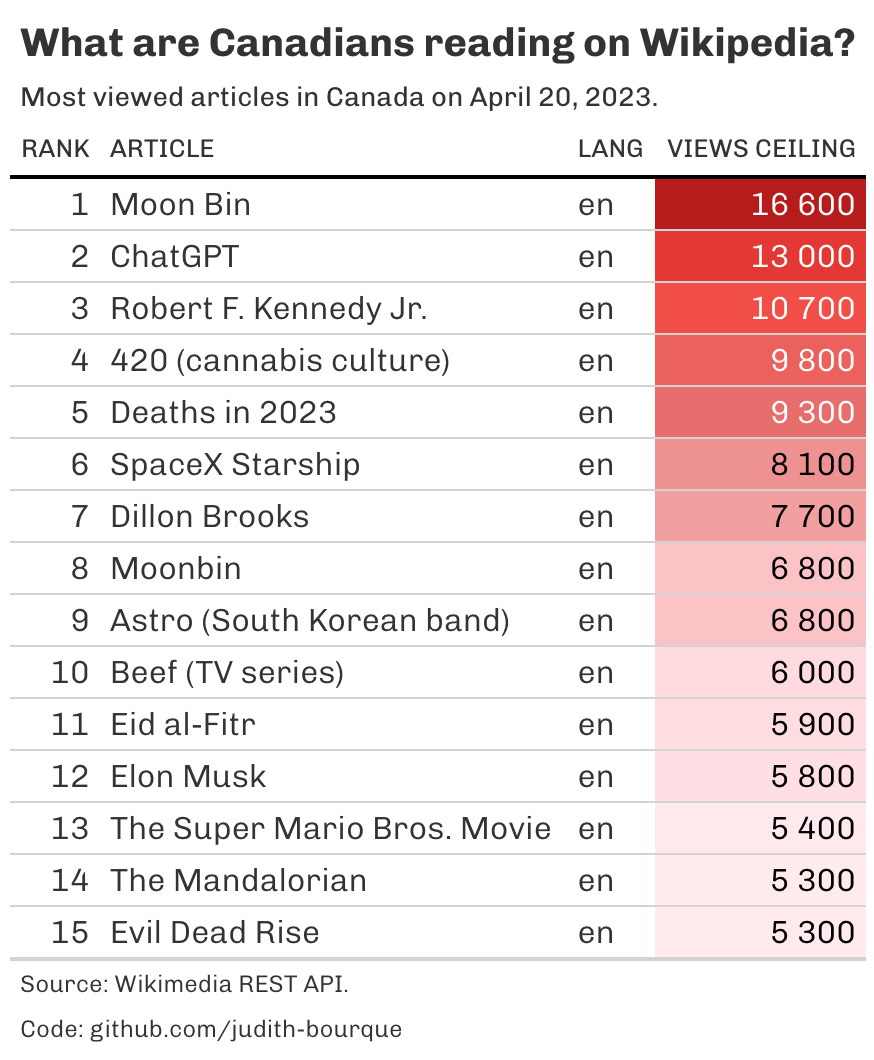 What are Canadians reading on Wikipedia?
Most viewed articles in Canada on April 20, 2023.
RANK ARTICLE LANG VIEWS CEILING
1 Moon Bin en 16 600
2 ChatGPT en 13 000
3 Robert F. Kennedy Jr. en 10 700
4 420 (cannabis culture) en 9 800
5 Deaths in 2023 en 9 300
6 SpaceX Starship en 8 100
7 Dillon Brooks en 7 700
8 Moonbin en 6 800
9 Astro (South Korean band) en 6 800
10 Beef (TV series) en 6 000
11 Eid al-Fitr en 5 900
12 Elon Musk en 5 800
13 The Super Mario Bros. Movie en 5 400
14 The Mandalorian en 5 300
15 Evil Dead Rise en 5 300
Source: Wikimedia REST API.
Code: github.com/judith-bourque